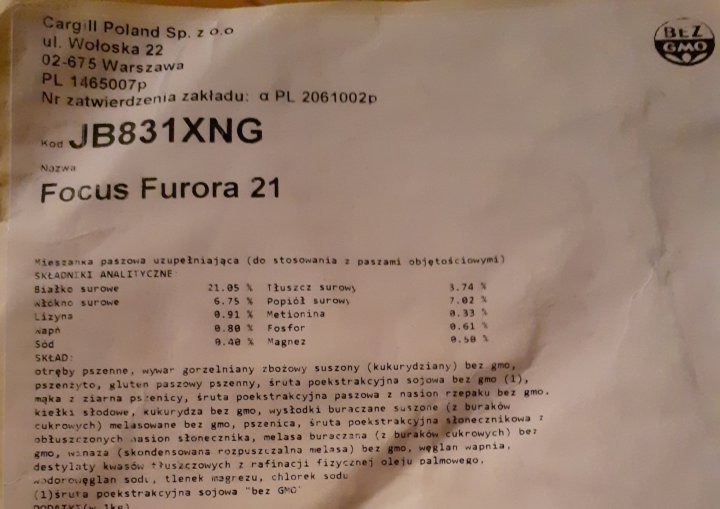 Cargill Poland Sp. z o.o
ul. Wołoska 22
02-675 Warszawa
PL 1465007p
Nr zatwierdzenia zakładu: α PL 2061002p
BEZ
GMO
Kod JB831XNG
Nazwa
Focus Furora 21
Mieszanka paszowa uzupełniająca (do stosowania z paszami objętościowymi)
SKŁADNIKI ANALITYCZNE:
Białko surowe 21.05 % Tłuszcz surowy 3.74 %
włókno surowe 6.75 % Popiół surowy 7.02 %
Lizyna 0.91 % Metionina 0.33 %
wapń 0.80 % Fosfor 0.61 %
Sód 0.40 % Magnez 0.50 %
SKŁAD:
otręby pszenne, wywar gorzelniany zbożowy suszony (kukurydziany) bez gmo,
pszenżyto, gluten paszowy pszenny, śruta poekstrakcyjna sojowa bez gmo (1),
mąka z ziarna pszenicy, śruta poekstrakcyjna paszowa z nasion rzepaku bez gmo,
kiełki słodowe, kukurydza bez gmo, wysłodki buraczane suszone (z buraków
cukrowych) melasowane bez gmo, pszenica, śruta poekstrakcyjna słonecznikowa z
obłuszczonych nasion słonecznika, melasa buraczana (z buraków cukrowych) bez
gmo, winaza (skondensowana rozpuszczalna melasa) bez gmo, węglan wapnia,
destylaty kwasów tłuszczowych z rafinacji fizycznej oleju palmowego,
wodorowęglan sodu, tlenek magnezu, chlorek sodu
(1)śruta poekstrakcyjna sojowa "bez GMO"
DODATKI(w 1kg)